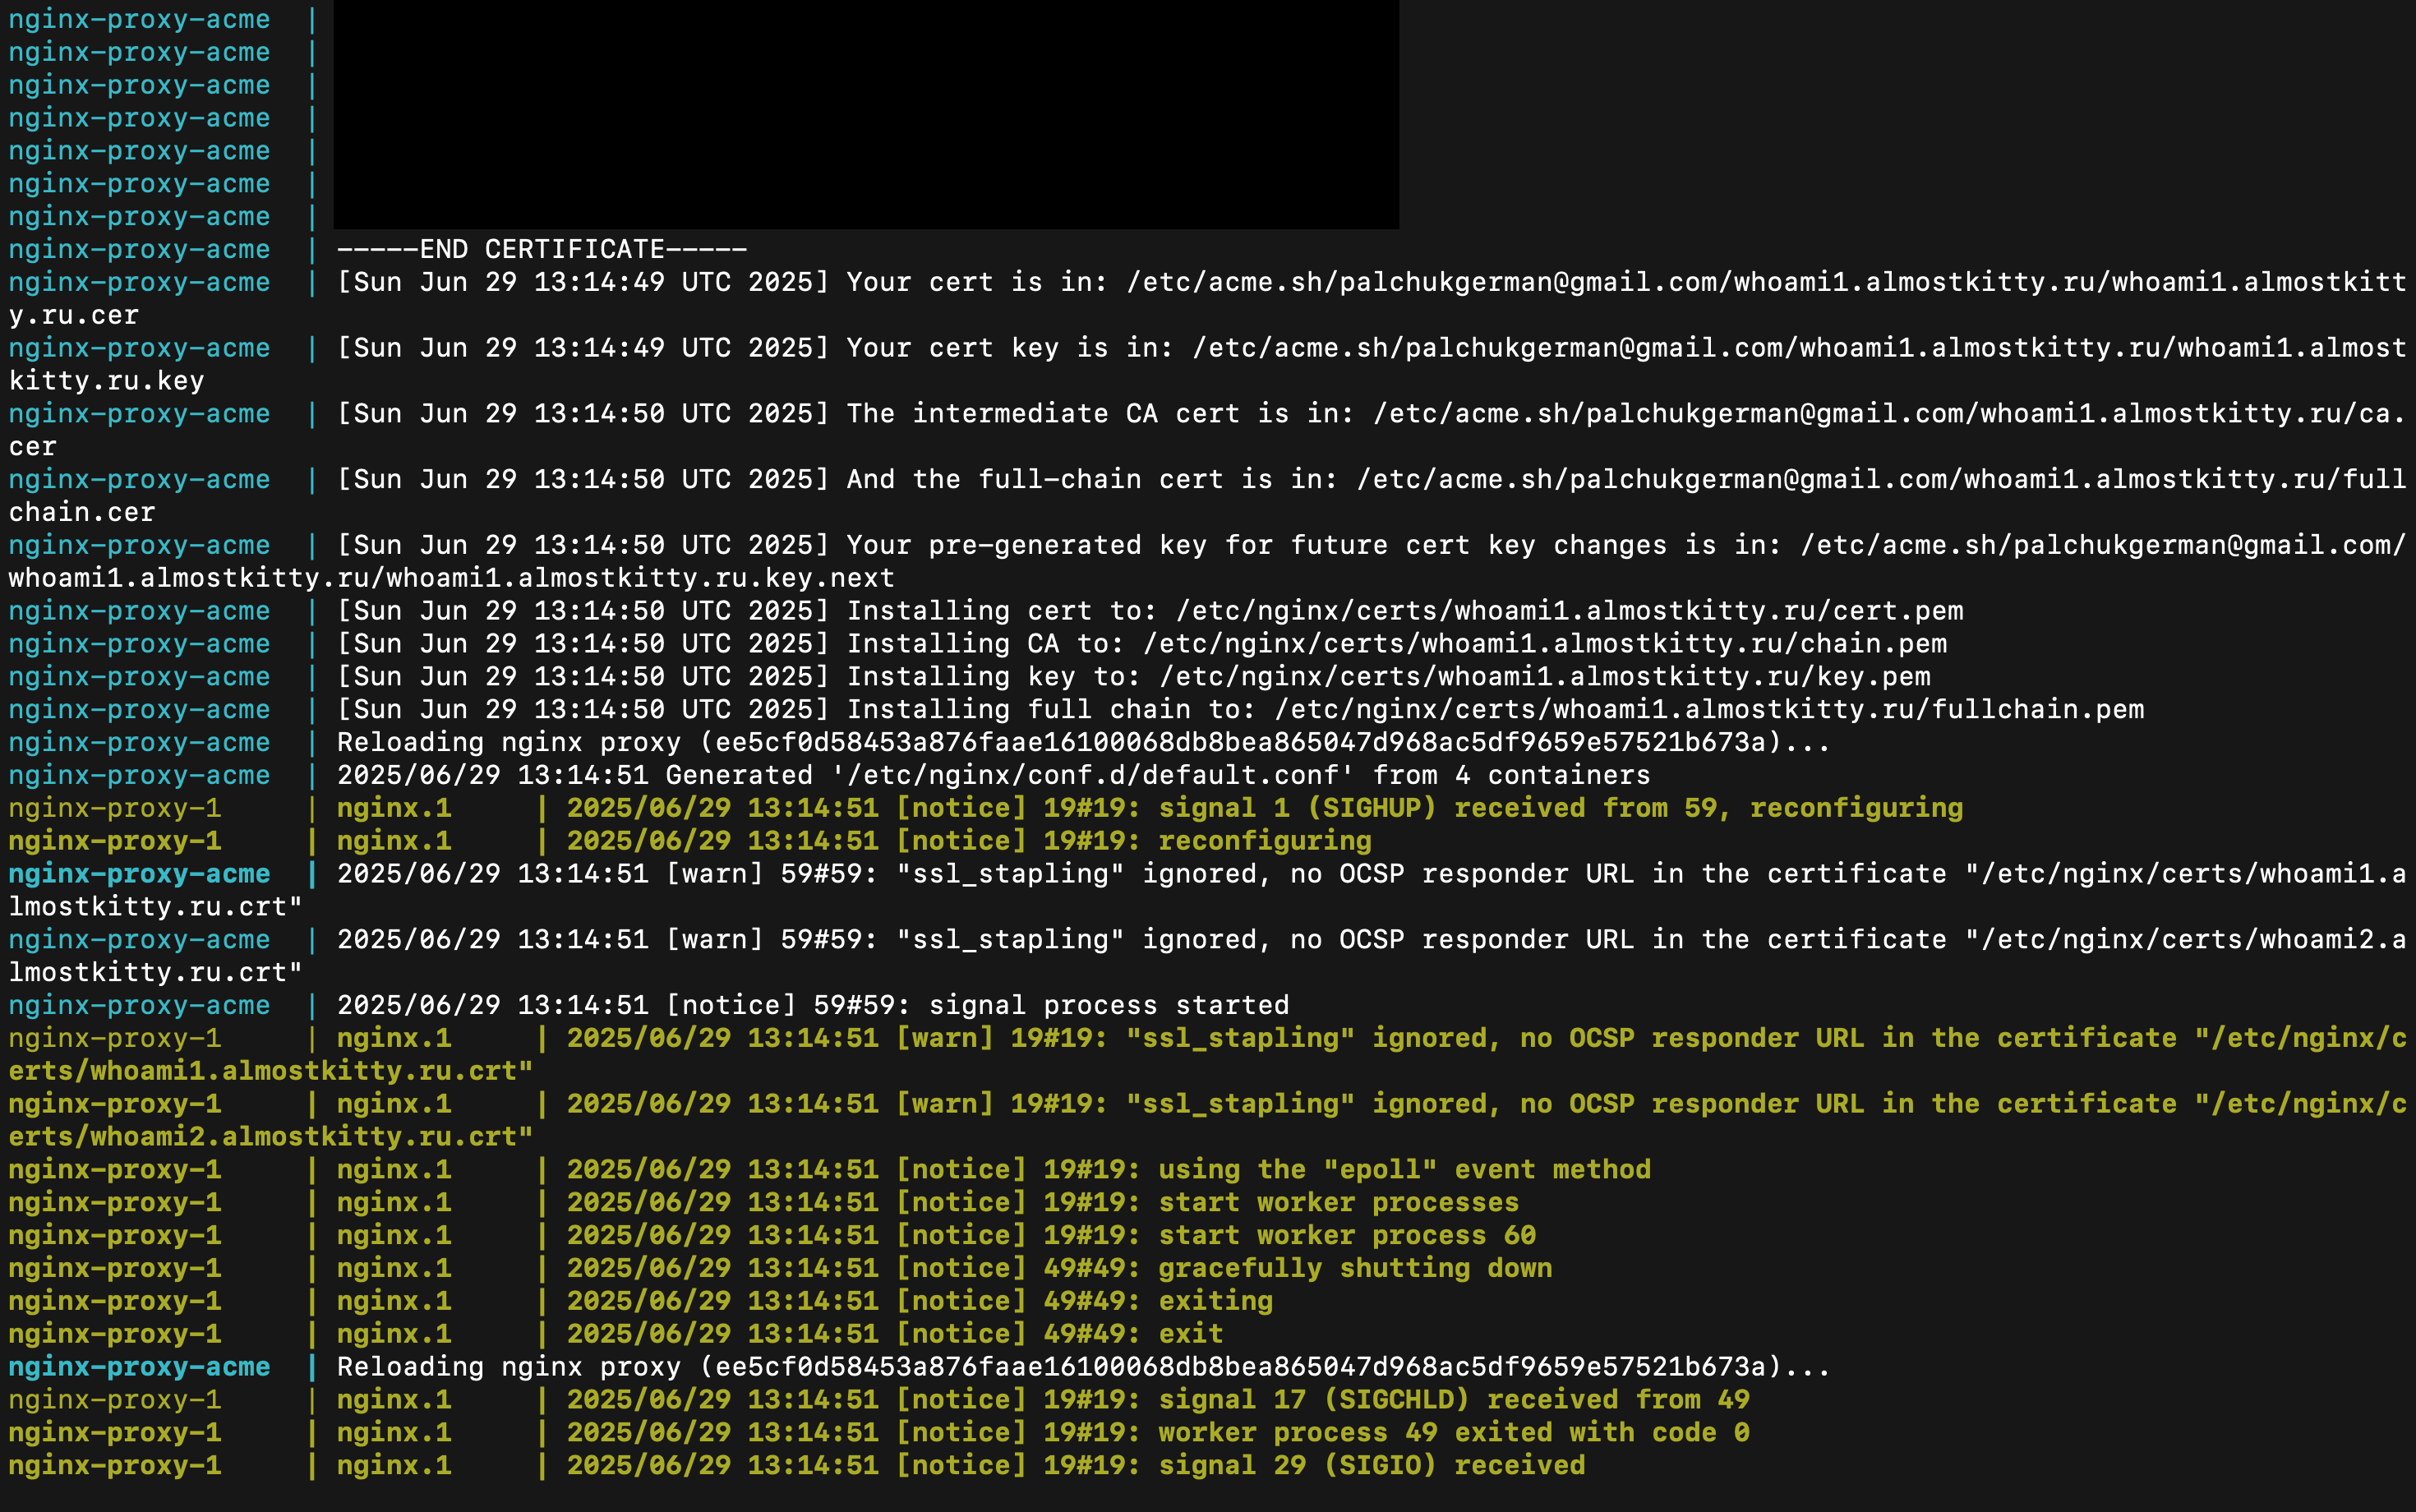 nginx-proxy-acme  |
nginx-proxy-acme  |
nginx-proxy-acme  |
nginx-proxy-acme  |
nginx-proxy-acme  |
nginx-proxy-acme  |
nginx-proxy-acme  |
nginx-proxy-acme  | -----END CERTIFICATE-----
nginx-proxy-acme  | [Sun Jun 29 13:14:49 UTC 2025] Your cert is in: /etc/acme.sh/palchukgerman@gmail.com/whoami1.almostkitty.ru/whoami1.almostkitt
y.ru.cer
nginx-proxy-acme  | [Sun Jun 29 13:14:49 UTC 2025] Your cert key is in: /etc/acme.sh/palchukgerman@gmail.com/whoami1.almostkitty.ru/whoami1.almost
kitty.ru.key
nginx-proxy-acme  | [Sun Jun 29 13:14:50 UTC 2025] The intermediate CA cert is in: /etc/acme.sh/palchukgerman@gmail.com/whoami1.almostkitty.ru/ca.
cer
nginx-proxy-acme  | [Sun Jun 29 13:14:50 UTC 2025] And the full-chain cert is in: /etc/acme.sh/palchukgerman@gmail.com/whoami1.almostkitty.ru/full
chain.cer
nginx-proxy-acme  | [Sun Jun 29 13:14:50 UTC 2025] Your pre-generated key for future cert key changes is in: /etc/acme.sh/palchukgerman@gmail.com/
whoami1.almostkitty.ru/whoami1.almostkitty.ru.key.next
nginx-proxy-acme  | [Sun Jun 29 13:14:50 UTC 2025] Installing cert to: /etc/nginx/certs/whoami1.almostkitty.ru/cert.pem
nginx-proxy-acme  | [Sun Jun 29 13:14:50 UTC 2025] Installing CA to: /etc/nginx/certs/whoami1.almostkitty.ru/chain.pem
nginx-proxy-acme  | [Sun Jun 29 13:14:50 UTC 2025] Installing key to: /etc/nginx/certs/whoami1.almostkitty.ru/key.pem
nginx-proxy-acme  | [Sun Jun 29 13:14:50 UTC 2025] Installing full chain to: /etc/nginx/certs/whoami1.almostkitty.ru/fullchain.pem
nginx-proxy-acme  | Reloading nginx proxy (ee5cf0d58453a876faae16100068db8bea865047d968ac5df9659e57521b673a)...
nginx-proxy-acme  | 2025/06/29 13:14:51 Generated '/etc/nginx/conf.d/default.conf' from 4 containers
nginx-proxy-1     | nginx.1     | 2025/06/29 13:14:51 [notice] 19#19: signal 1 (SIGHUP) received from 59, reconfiguring
nginx-proxy-1     | nginx.1     | 2025/06/29 13:14:51 [notice] 19#19: reconfiguring
nginx-proxy-acme  | 2025/06/29 13:14:51 [warn] 59#59: "ssl_stapling" ignored, no OCSP responder URL in the certificate "/etc/nginx/certs/whoami1.a
lmostkitty.ru.crt"
nginx-proxy-acme  | 2025/06/29 13:14:51 [warn] 59#59: "ssl_stapling" ignored, no OCSP responder URL in the certificate "/etc/nginx/certs/whoami2.a
lmostkitty.ru.crt"
nginx-proxy-acme  | 2025/06/29 13:14:51 [notice] 59#59: signal process started
nginx-proxy-1     | nginx.1     | 2025/06/29 13:14:51 [warn] 19#19: "ssl_stapling" ignored, no OCSP responder URL in the certificate "/etc/nginx/c
erts/whoami1.almostkitty.ru.crt"
nginx-proxy-1     | nginx.1     | 2025/06/29 13:14:51 [warn] 19#19: "ssl_stapling" ignored, no OCSP responder URL in the certificate "/etc/nginx/c
erts/whoami2.almostkitty.ru.crt"
nginx-proxy-1     | nginx.1     | 2025/06/29 13:14:51 [notice] 19#19: using the "epoll" event method
nginx-proxy-1     | nginx.1     | 2025/06/29 13:14:51 [notice] 19#19: start worker processes
nginx-proxy-1     | nginx.1     | 2025/06/29 13:14:51 [notice] 19#19: start worker process 60
nginx-proxy-1     | nginx.1     | 2025/06/29 13:14:51 [notice] 49#49: gracefully shutting down
nginx-proxy-1     | nginx.1     | 2025/06/29 13:14:51 [notice] 49#49: exiting
nginx-proxy-1     | nginx.1     | 2025/06/29 13:14:51 [notice] 49#49: exit
nginx-proxy-acme  | Reloading nginx proxy (ee5cf0d58453a876faae16100068db8bea865047d968ac5df9659e57521b673a)...
nginx-proxy-1     | nginx.1     | 2025/06/29 13:14:51 [notice] 19#19: signal 17 (SIGCHLD) received from 49
nginx-proxy-1     | nginx.1     | 2025/06/29 13:14:51 [notice] 19#19: worker process 49 exited with code 0
nginx-proxy-1     | nginx.1     | 2025/06/29 13:14:51 [notice] 19#19: signal 29 (SIGIO) received